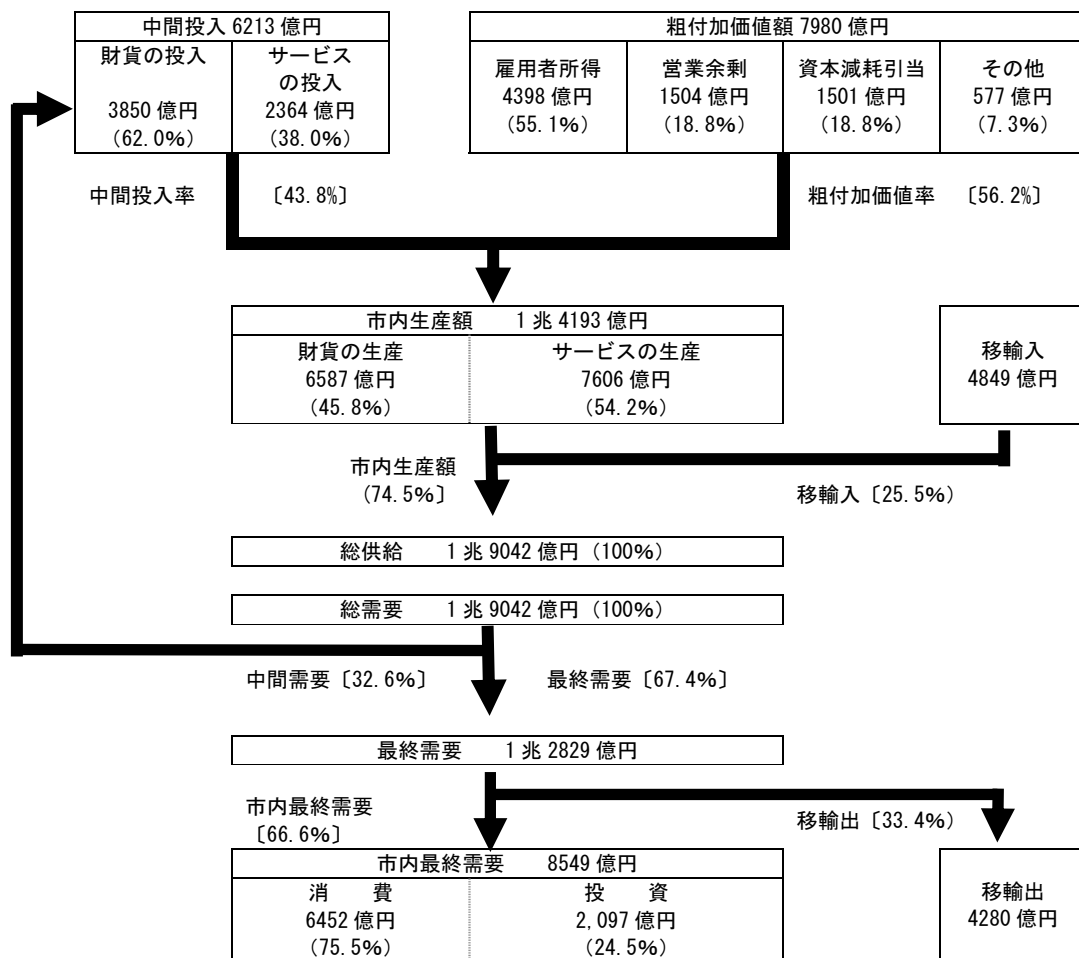 中間投入 6213 億円
財貨の投入
3850 億円
(62.0%)
サービス
の投入
2364 億円
(38.0%)
粗付加価値額 7980 億円
雇用者所得
4398 億円
(55.1%)
営業余剰
1504 億円
(18.8%)
資本減耗引当
1501 億円
(18.8%)
その他
577 億円
(7.3%)
中間投入率 〔43.8%〕
粗付加価値率 〔56.2%〕
市内生産額 1 兆 4193 億円
財貨の生産
6587 億円
(45.8%)
サービスの生産
7606 億円
(54.2%)
移輸入
4849 億円
市内生産額
(74.5%〕
移輸入〔25.5%)
総供給 1 兆 9042 億円 (100%)
総需要 1 兆 9042 億円 (100%)
中間需要〔32.6%〕
最終需要〔67.4%〕
最終需要 1 兆 2829 億円
市内最終需要
〔66.6%〕
移輸出〔33.4%)
市内最終需要 8549 億円
消 費
6452 億円
(75.5%)
投 資
2,097 億円
(24.5%)
移輸出
4280 億円